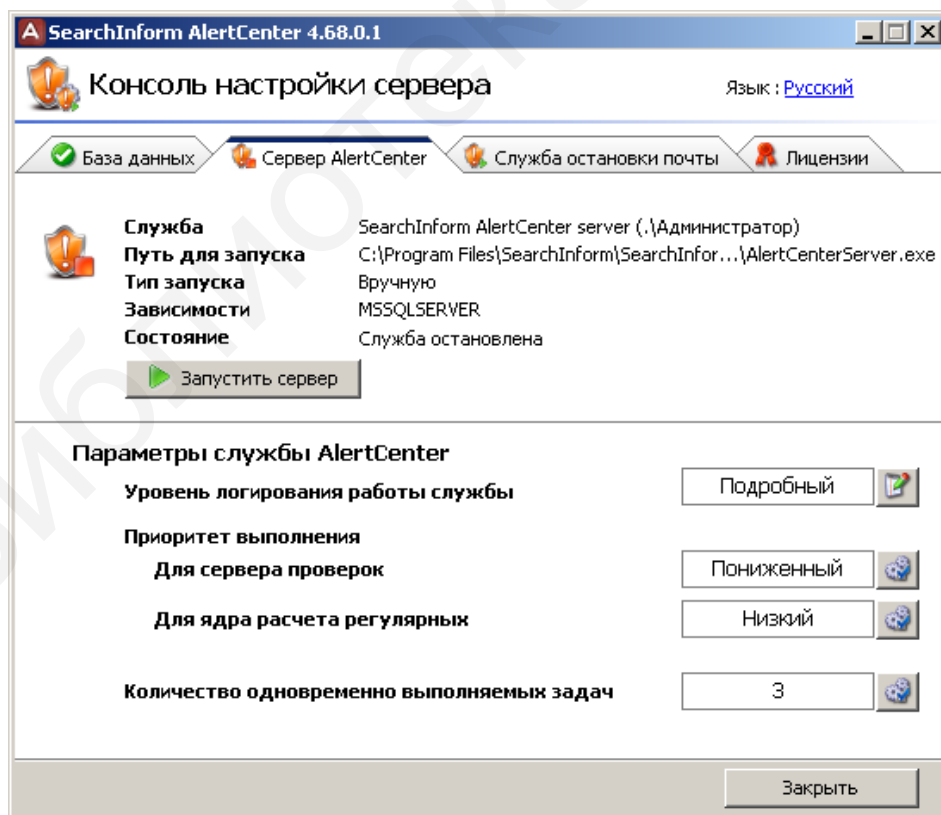 SearchInform AlertCenter 4.68.0.1
Консоль настройки сервера
Язык : Русский
База данных
Сервер AlertCenter
Служба остановки почты
Лицензии
Служба SearchInform AlertCenter server (.\Администратор)
Путь для запуска C:\Program Files\SearchInform\SearchInfor...\AlertCenterServer.exe
Тип запуска Вручную
Зависимости MSSQLSERVER
Состояние Служба остановлена
Запустить сервер
Параметры службы AlertCenter
Уровень логирования работы службы Подробный
Приоритет выполнения
Для сервера проверок Пониженный
Для ядра расчета регулярных Низкий
Количество одновременно выполняемых задач 3
Закрыть